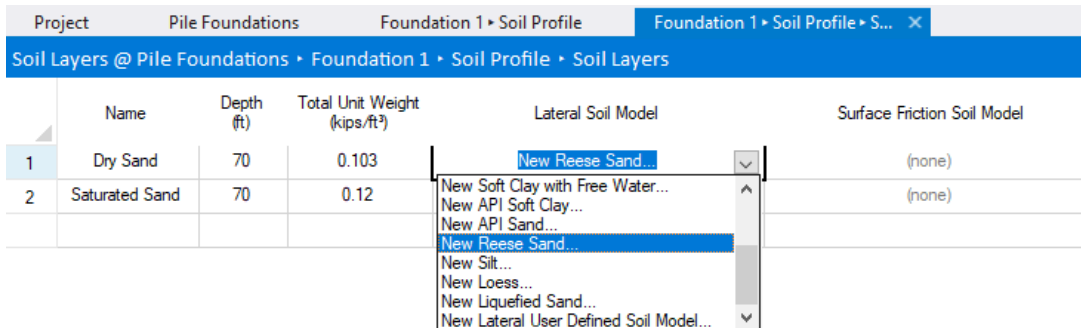 Project Pile Foundations Foundation 1 ▸ Soil Profile Foundation 1 ▸ Soil Profile ▸ S... ×
Soil Layers @ Pile Foundations ▸ Foundation 1 ▸ Soil Profile ▸ Soil Layers
Name Depth (ft) Total Unit Weight (kips/ft³) Lateral Soil Model Surface Friction Soil Model
1 Dry Sand 70 0.103 New Reese Sand... (none)
2 Saturated Sand 70 0.12 (none)
New Soft Clay with Free Water...
New API Soft Clay...
New API Sand...
New Reese Sand...
New Silt...
New Loess...
New Liquefied Sand...
New Lateral User Defined Soil Model...